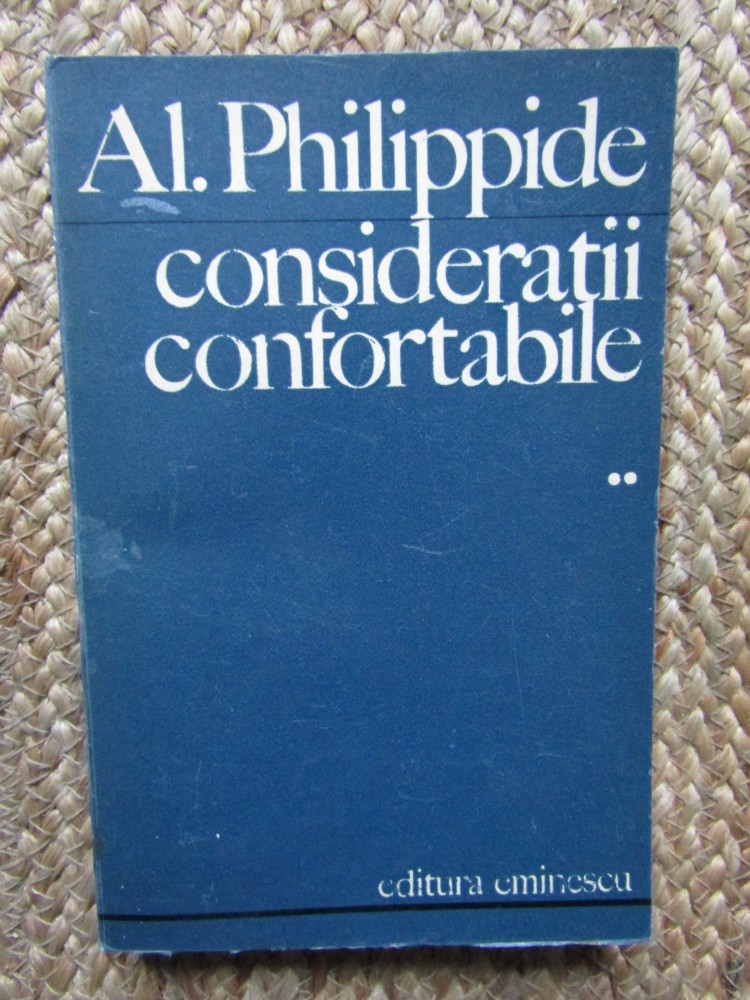 Al. Philippide
considerații
confortabile
••
editura eminescu